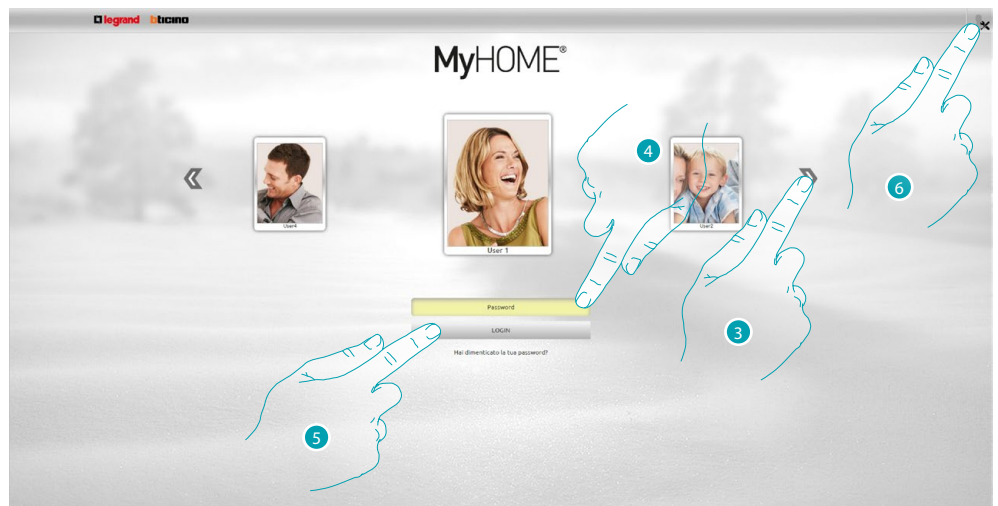 legrand bticino
MyHOME®
4
6
User4
User2
User 1
Password
3
LOGIN
Hai dimenticato la tua password?
5